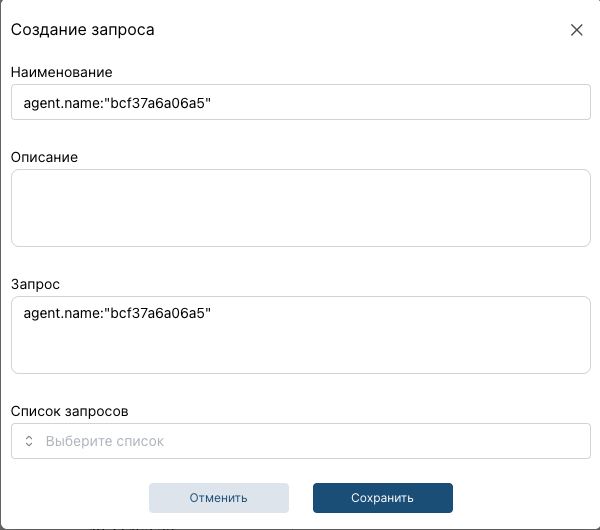 Создание запроса
Наименование
agent.name:"bcf37a6a06a5"
Описание
Запрос
agent.name:"bcf37a6a06a5"
Список запросов
Выберите список
Отменить Сохранить